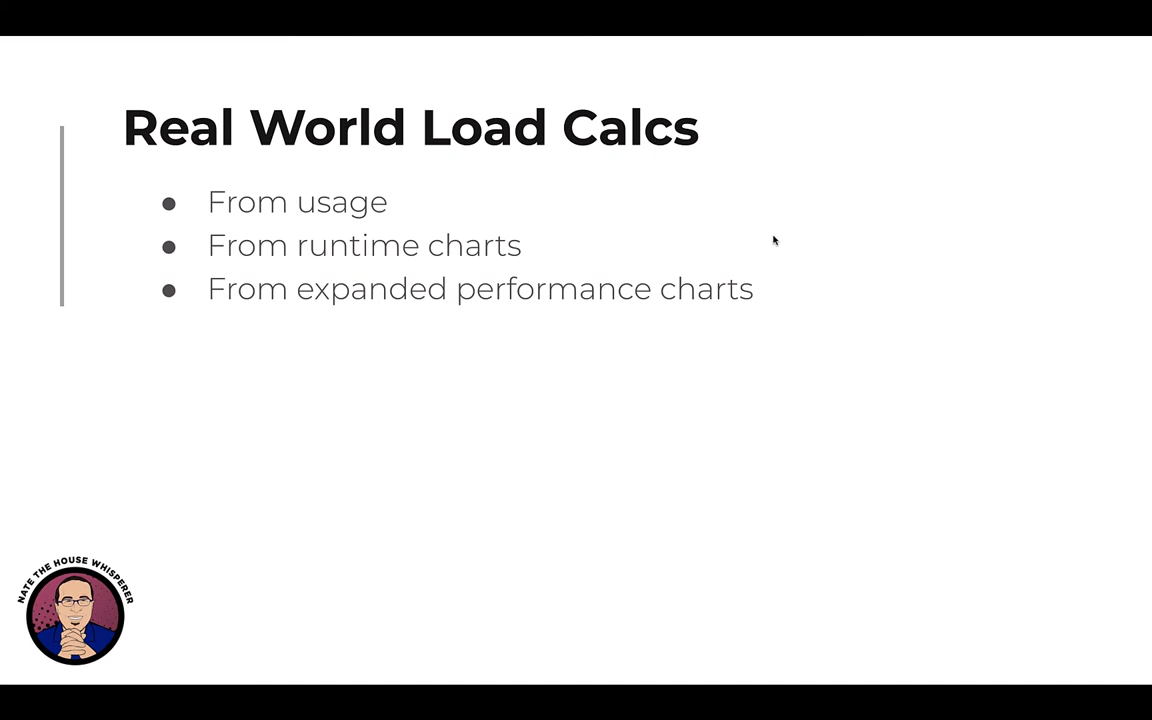 Real World Load Calcs
● From usage
● From runtime charts
● From expanded performance charts
NATE THE HOUSE WHISPERER